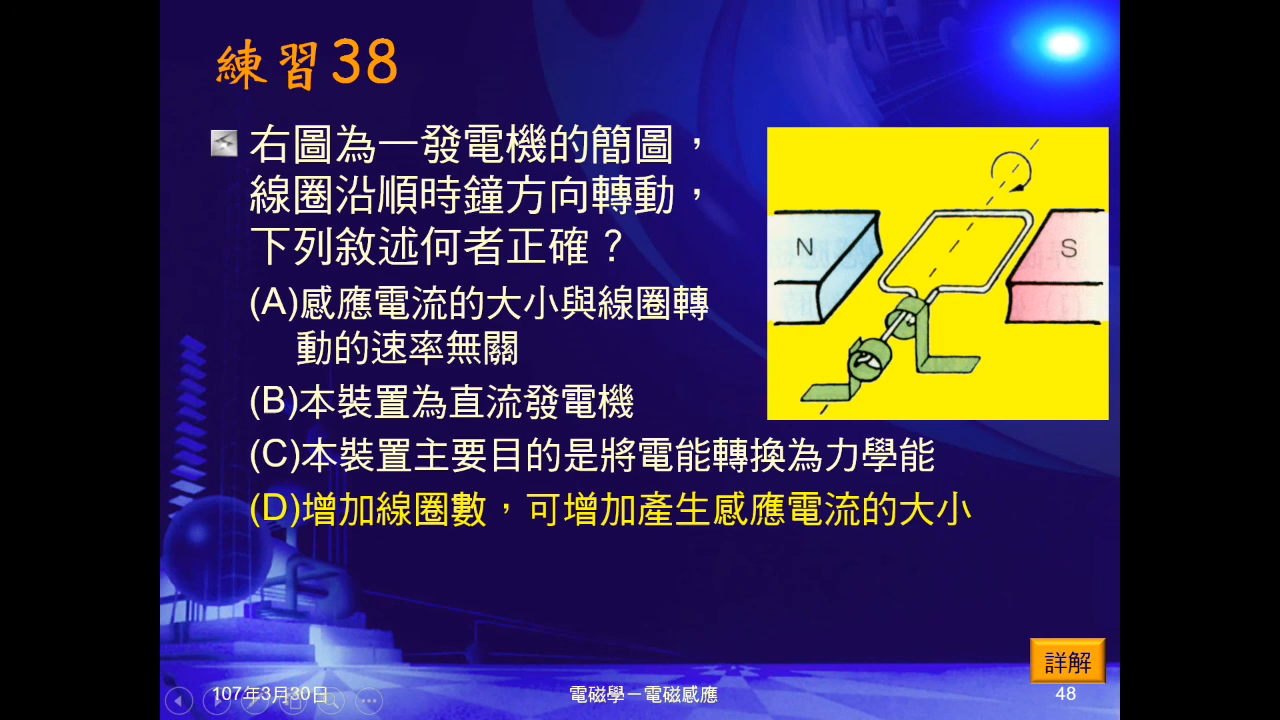 練習38
右圖為一發電機的簡圖，
線圈沿順時鐘方向轉動，
下列敘述何者正確？
(A)感應電流的大小與線圈轉
動的速率無關
(B)本裝置為直流發電機
(C)本裝置主要目的是將電能轉換為力學能
(D)增加線圈數，可增加產生感應電流的大小
N
S
詳解
107年3月30日
電磁學－電磁感應
48